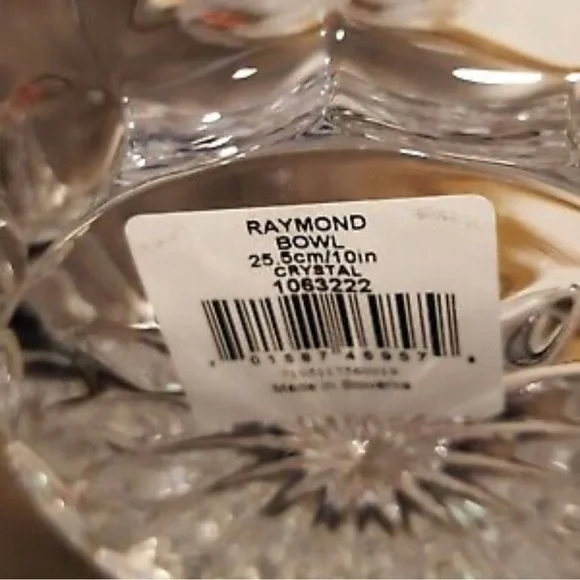 RAYMOND
BOWL
25.5cm/10in
CRYSTAL
1063222
01587 46957
Made in Slovenia